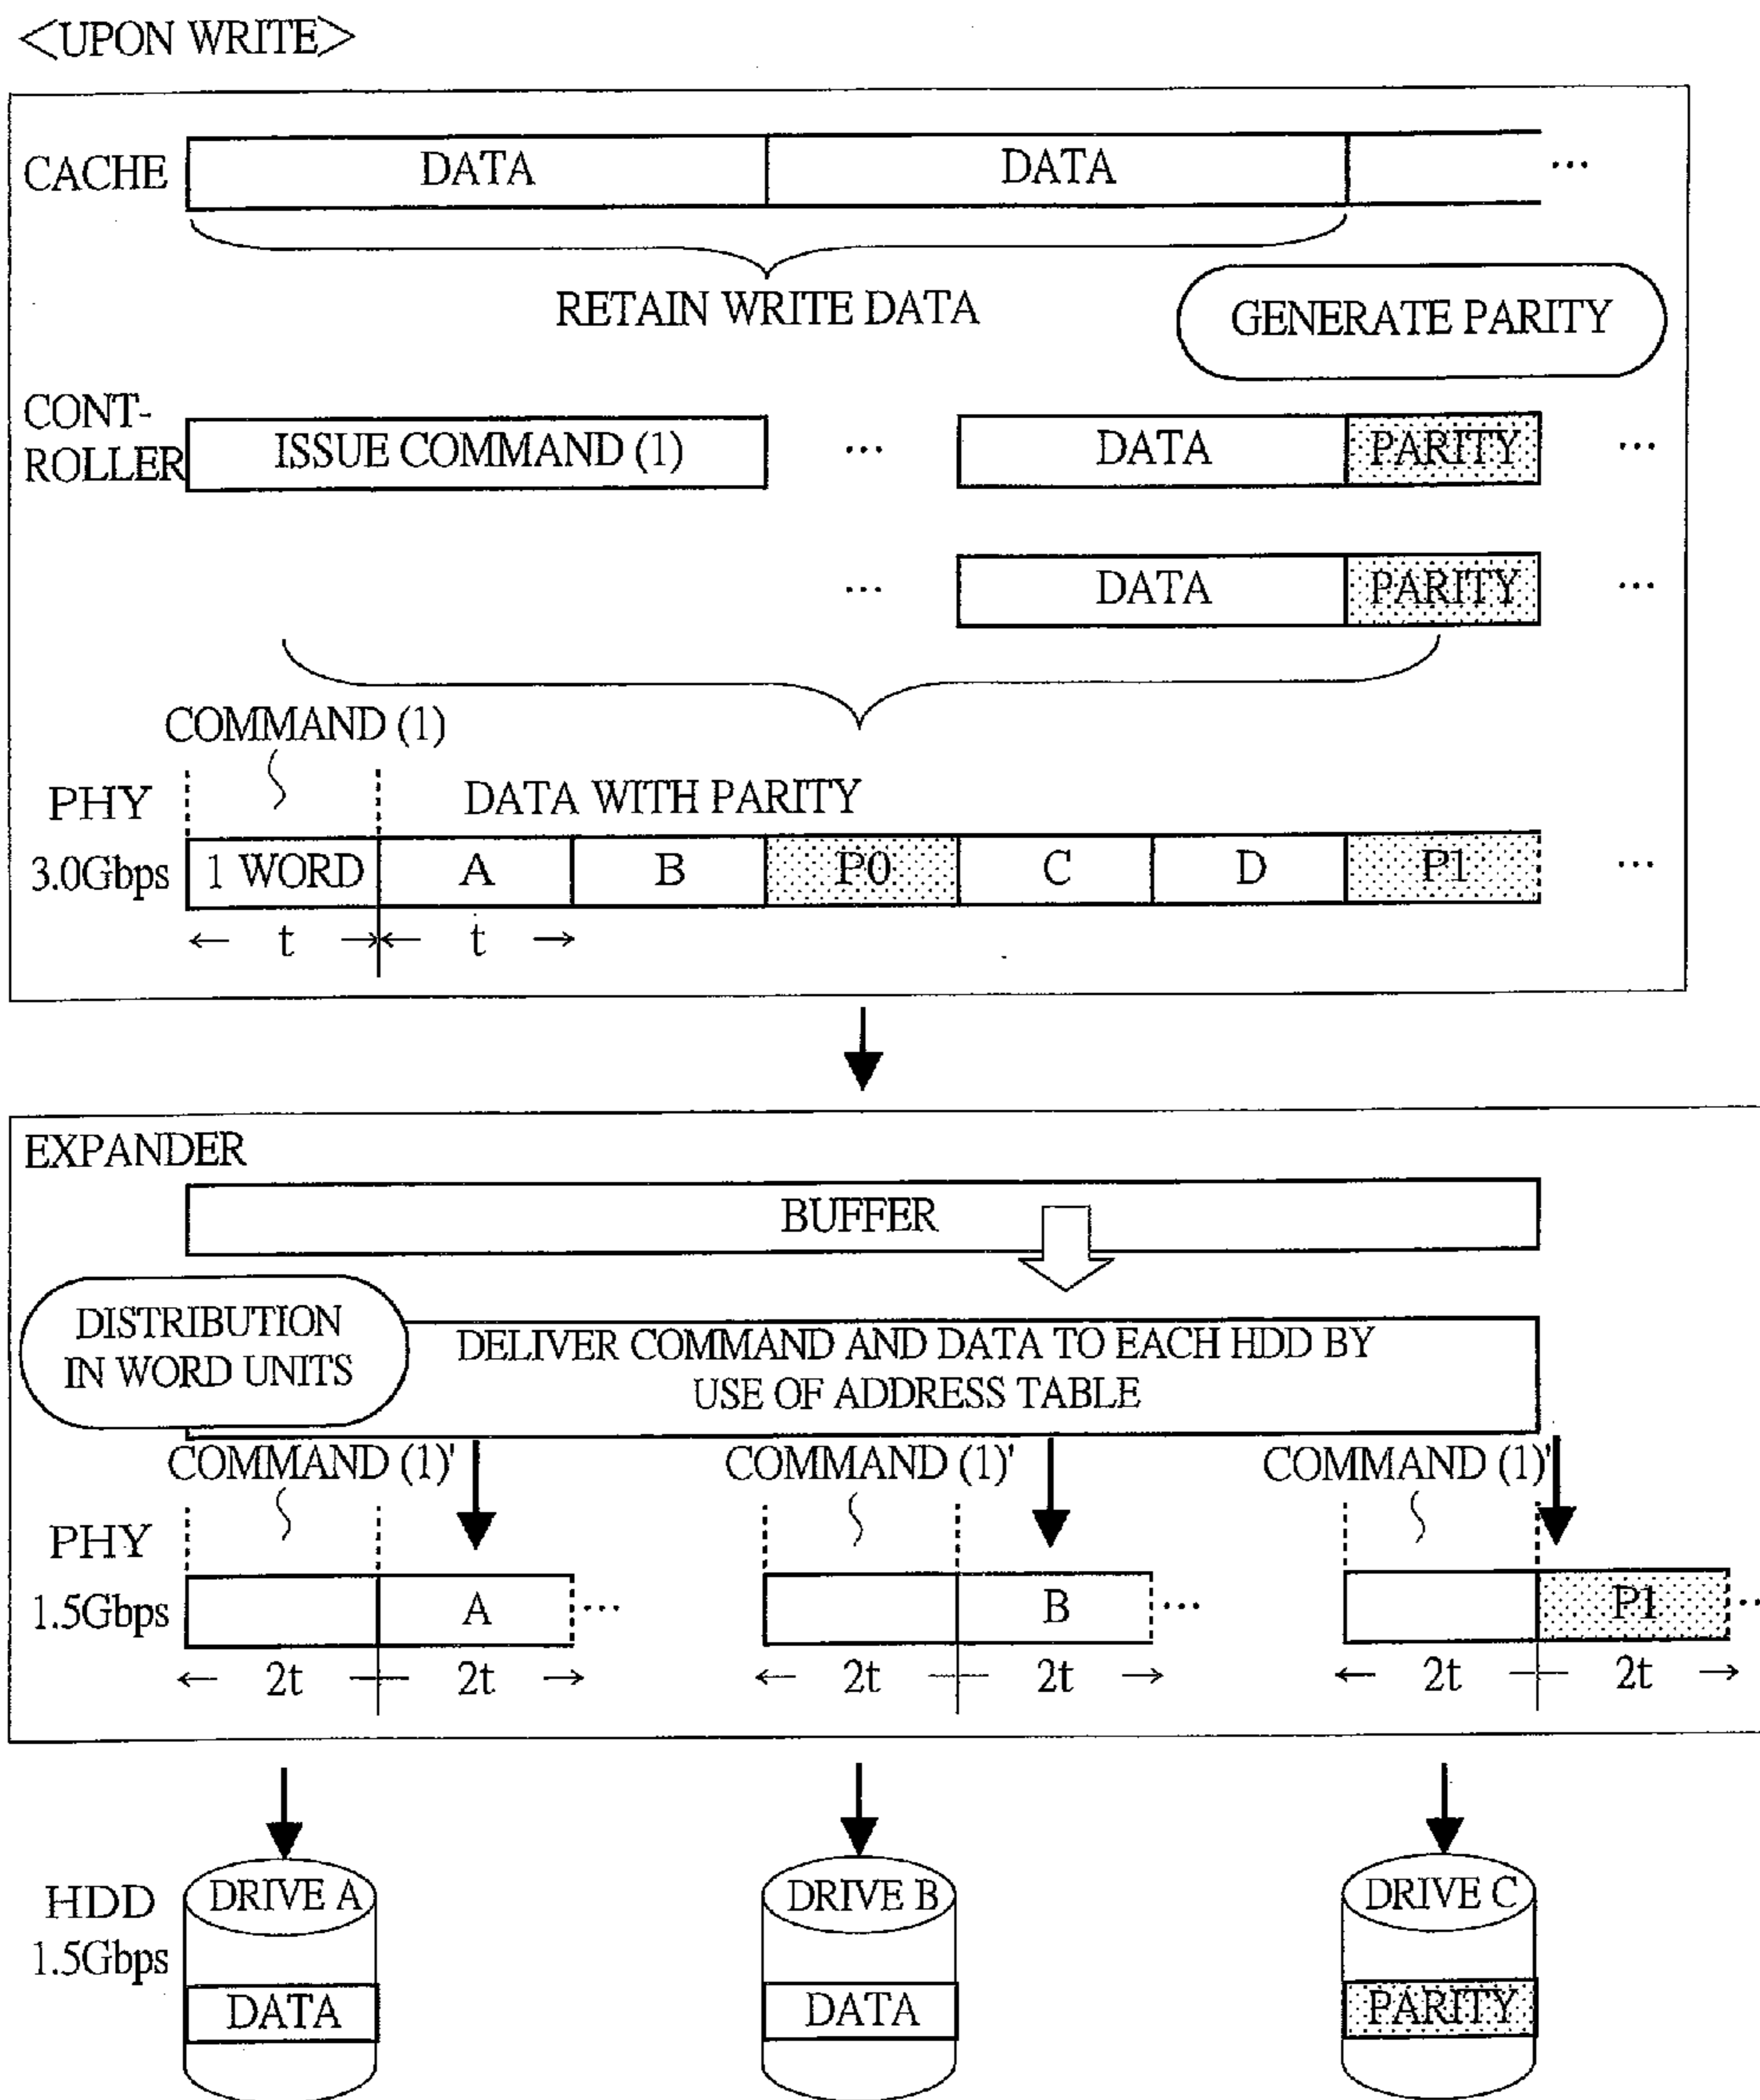 <UPON WRITE>
CACHE DATA DATA ...
RETAIN WRITE DATA
GENERATE PARITY
CONT-
ROLLER ISSUE COMMAND (1) ... DATA PARITY ...
... DATA PARITY ...
COMMAND (1)
PHY DATA WITH PARITY
3.0Gbps 1 WORD A B P0 C D P1 ...
← t →← t →
EXPANDER
BUFFER
DISTRIBUTION
IN WORD UNITS
DELIVER COMMAND AND DATA TO EACH HDD BY
USE OF ADDRESS TABLE
COMMAND (1)' COMMAND (1)' COMMAND (1)'
PHY
1.5Gbps A ... B ... P1 ..
← 2t 2t → ← 2t 2t → ← 2t 2t →
HDD DRIVE A DRIVE B DRIVE C
1.5Gbps
DATA DATA PARITY